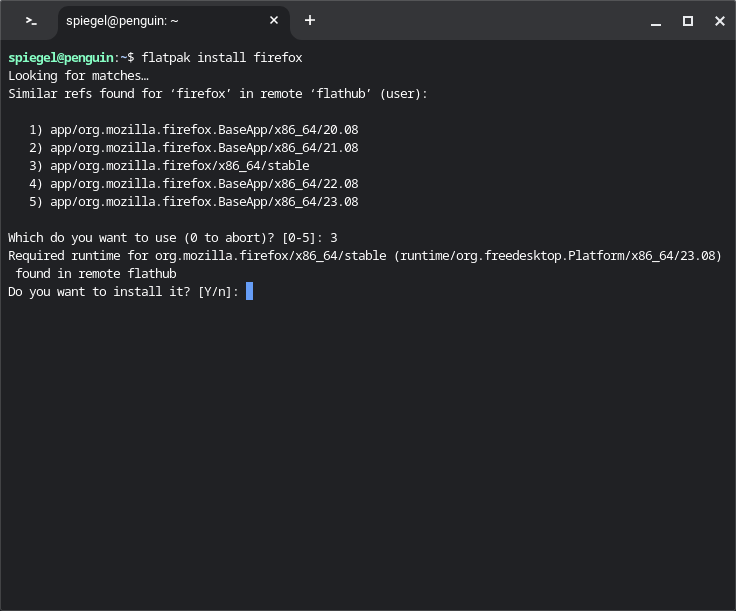 spiegel@penguin: ~
spiegel@penguin:~$ flatpak install firefox
Looking for matches…
Similar refs found for ‘firefox’ in remote ‘flathub’ (user):
1) app/org.mozilla.firefox.BaseApp/x86_64/20.08
2) app/org.mozilla.firefox.BaseApp/x86_64/21.08
3) app/org.mozilla.firefox/x86_64/stable
4) app/org.mozilla.firefox.BaseApp/x86_64/22.08
5) app/org.mozilla.firefox.BaseApp/x86_64/23.08
Which do you want to use (0 to abort)? [0-5]: 3
Required runtime for org.mozilla.firefox/x86_64/stable (runtime/org.freedesktop.Platform/x86_64/23.08)
found in remote flathub
Do you want to install it? [Y/n]: